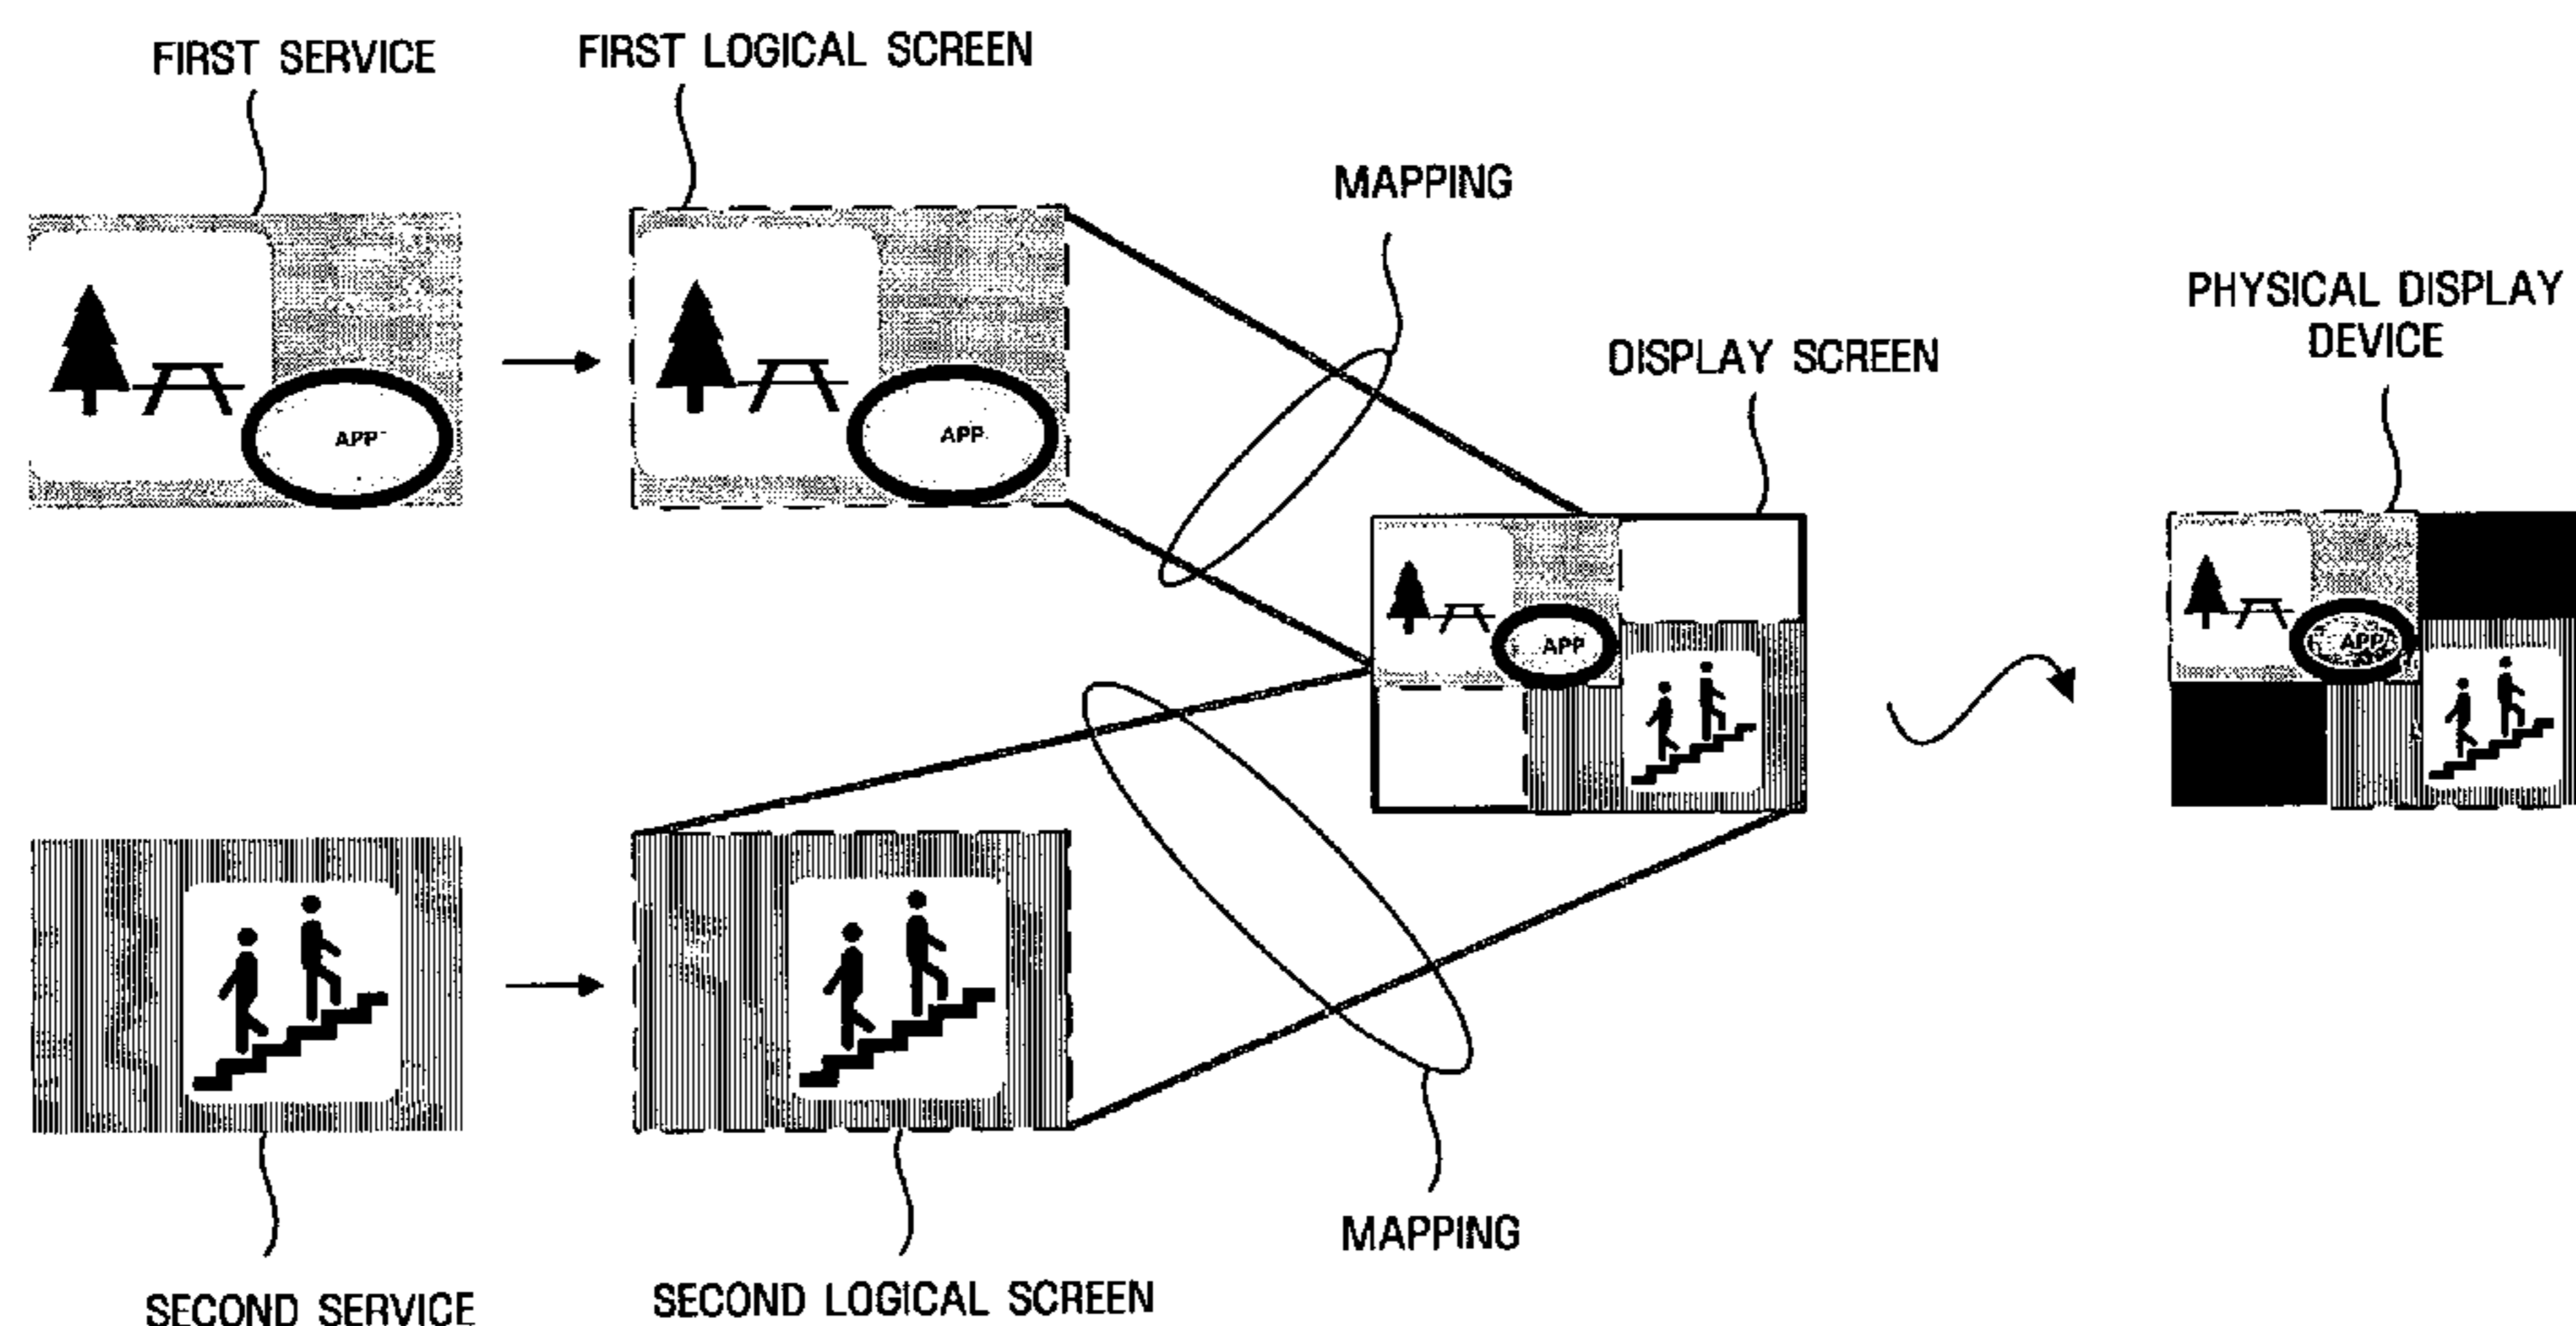 FIRST SERVICE
FIRST LOGICAL SCREEN
MAPPING
PHYSICAL DISPLAY
DEVICE
DISPLAY SCREEN
APP
APP
APP
APP
MAPPING
SECOND SERVICE
SECOND LOGICAL SCREEN